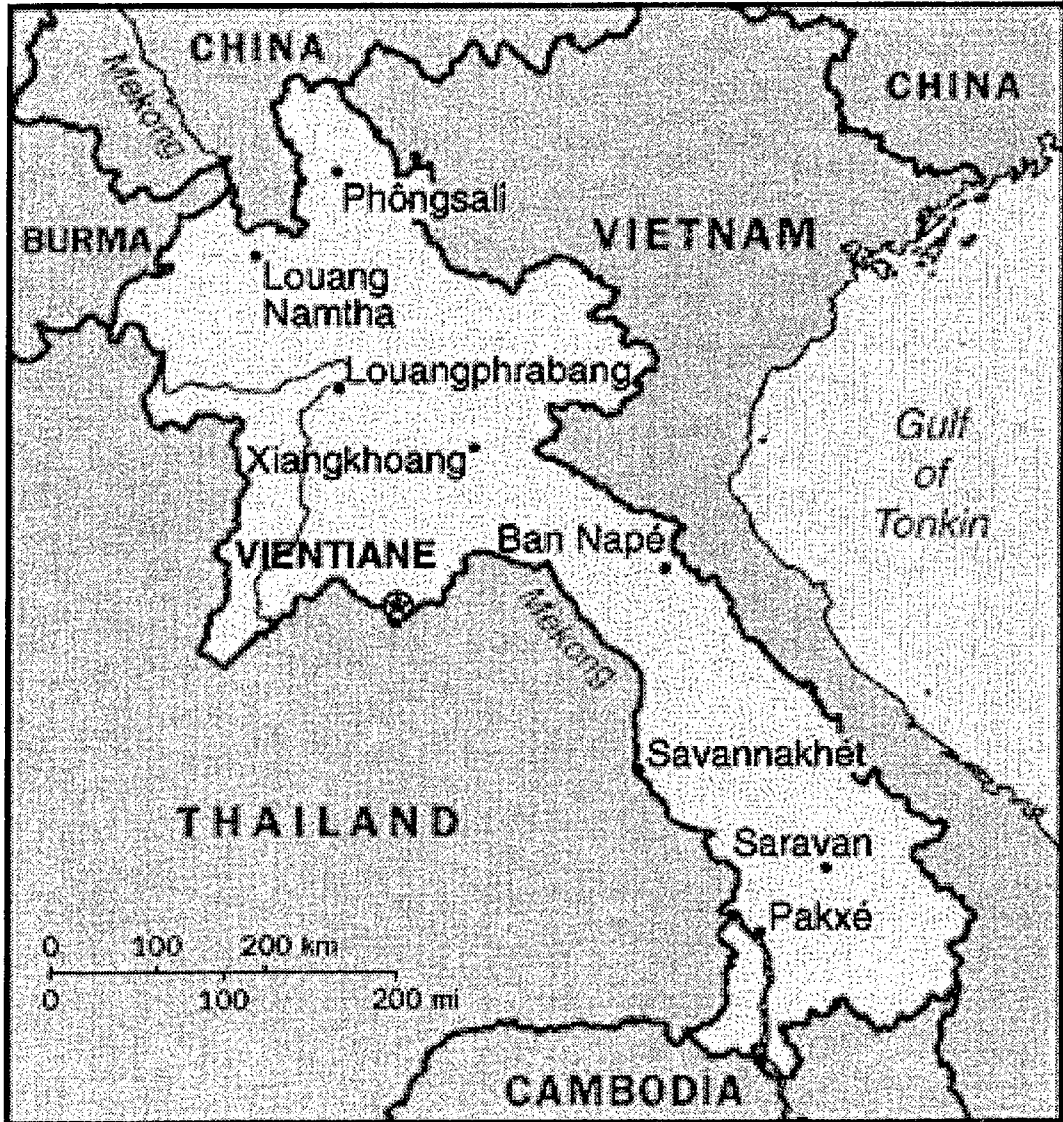 CHINA
Mekong
CHINA
Phôngsali
BURMA
VIETNAM
Louang
Namtha
Louangphrabang
Gulf
of
Tonkin
Xiangkhoang
Ban Napé
VIENTIANE
Mekong
Savannakhét
THAILAND
Saravan
Pakxé
0 100 200 km
0 100 200 mi
CAMBODIA